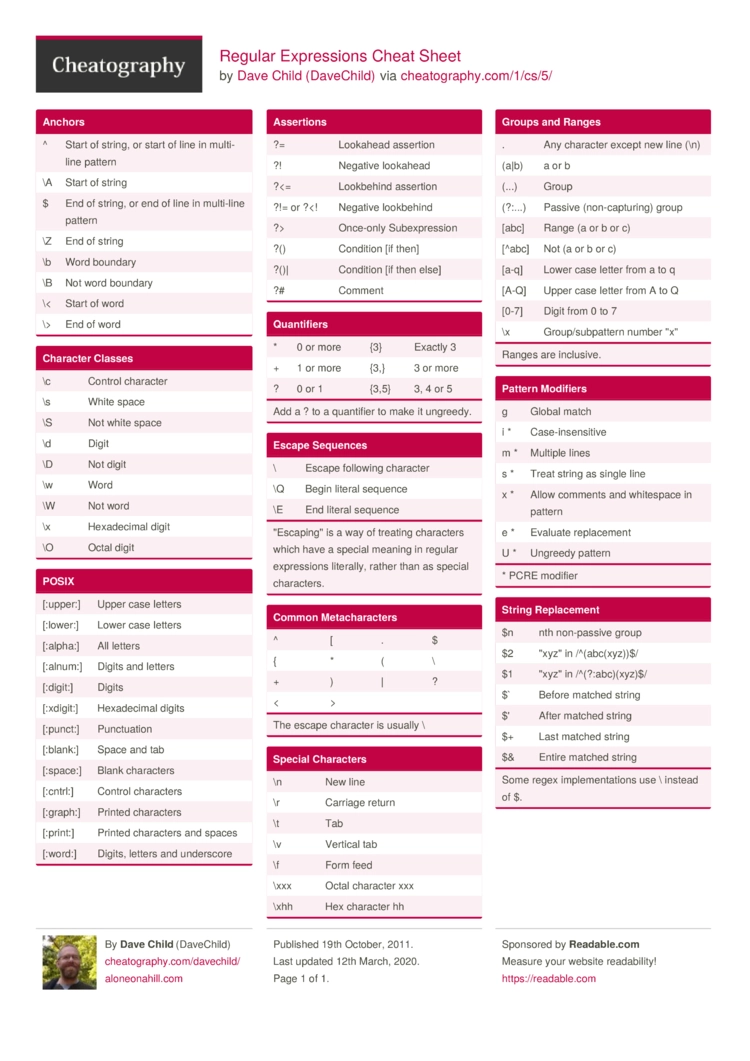 Cheatography
Regular Expressions Cheat Sheet
by Dave Child (DaveChild) via cheatography.com/1/cs/5/
Anchors
^ Start of string, or start of line in multi-
line pattern
\A Start of string
$ End of string, or end of line in multi-line
pattern
\Z End of string
\b Word boundary
\B Not word boundary
\< Start of word
\> End of word
Character Classes
\c Control character
\s White space
\S Not white space
\d Digit
\D Not digit
\w Word
\W Not word
\x Hexadecimal digit
\O Octal digit
POSIX
[:upper:] Upper case letters
[:lower:] Lower case letters
[:alpha:] All letters
[:alnum:] Digits and letters
[:digit:] Digits
[:xdigit:] Hexadecimal digits
[:punct:] Punctuation
[:blank:] Space and tab
[:space:] Blank characters
[:cntrl:] Control characters
[:graph:] Printed characters
[:print:] Printed characters and spaces
[:word:] Digits, letters and underscore
Assertions
?= Lookahead assertion
?! Negative lookahead
?<= Lookbehind assertion
?!= or ?<! Negative lookbehind
?> Once-only Subexpression
?() Condition [if then]
?()| Condition [if then else]
?# Comment
Quantifiers
* 0 or more {3} Exactly 3
+ 1 or more {3,} 3 or more
? 0 or 1 {3,5} 3, 4 or 5
Add a ? to a quantifier to make it ungreedy.
Escape Sequences
\ Escape following character
\Q Begin literal sequence
\E End literal sequence
"Escaping" is a way of treating characters
which have a special meaning in regular
expressions literally, rather than as special
characters.
Common Metacharacters
^ [ . $
{ * ( \
+ ) | ?
< >
The escape character is usually \
Special Characters
\n New line
\r Carriage return
\t Tab
\v Vertical tab
\f Form feed
\xxx Octal character xxx
\xhh Hex character hh
Groups and Ranges
. Any character except new line (\n)
(a|b) a or b
(...) Group
(?:...) Passive (non-capturing) group
[abc] Range (a or b or c)
[^abc] Not (a or b or c)
[a-q] Lower case letter from a to q
[A-Q] Upper case letter from A to Q
[0-7] Digit from 0 to 7
\x Group/subpattern number "x"
Ranges are inclusive.
Pattern Modifiers
g Global match
i * Case-insensitive
m * Multiple lines
s * Treat string as single line
x * Allow comments and whitespace in
pattern
e * Evaluate replacement
U * Ungreedy pattern
* PCRE modifier
String Replacement
$n nth non-passive group
$2 "xyz" in /^(abc(xyz))$/
$1 "xyz" in /^(?:abc)(xyz)$/
$` Before matched string
$' After matched string
$+ Last matched string
$& Entire matched string
Some regex implementations use \ instead
of $.
By Dave Child (DaveChild)
cheatography.com/davechild/
aloneonahill.com
Published 19th October, 2011.
Last updated 12th March, 2020.
Page 1 of 1.
Sponsored by Readable.com
Measure your website readability!
https://readable.com